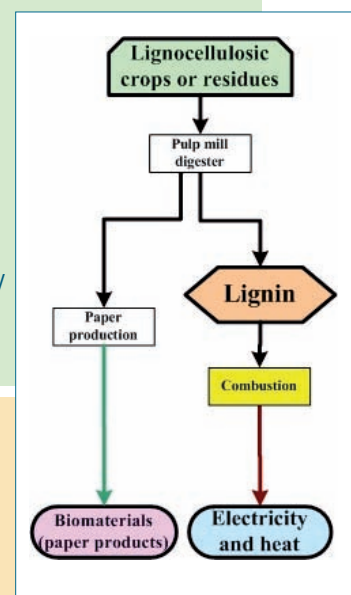 Lignocellulosic
crops or residues
Pulp mill
digester
Lignin
Paper
production
Combustion
Biomaterials
(paper products)
Electricity
and heat